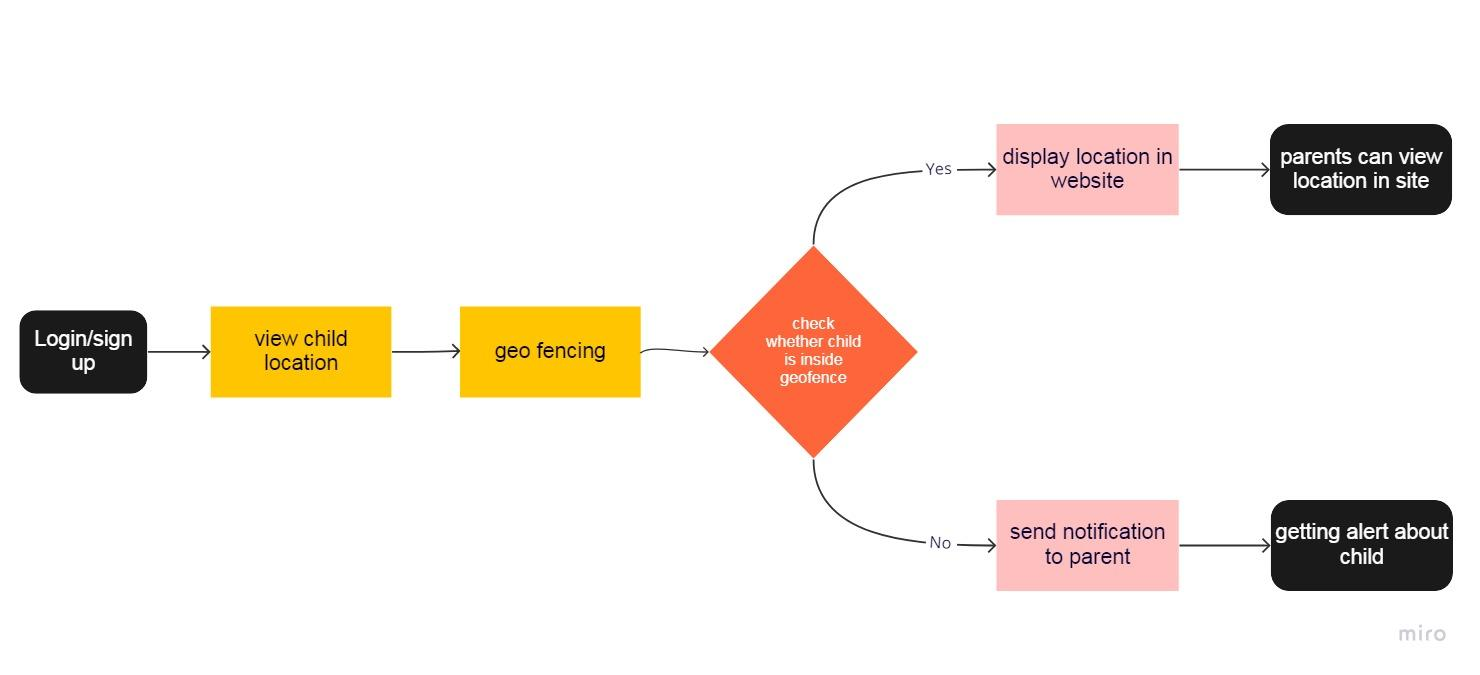 Login/sign
up
view child
location
geo fencing
check
whether child
is inside
geofence
Yes
display location in
website
parents can view
location in site
No
send notification
to parent
getting alert about
child
miro